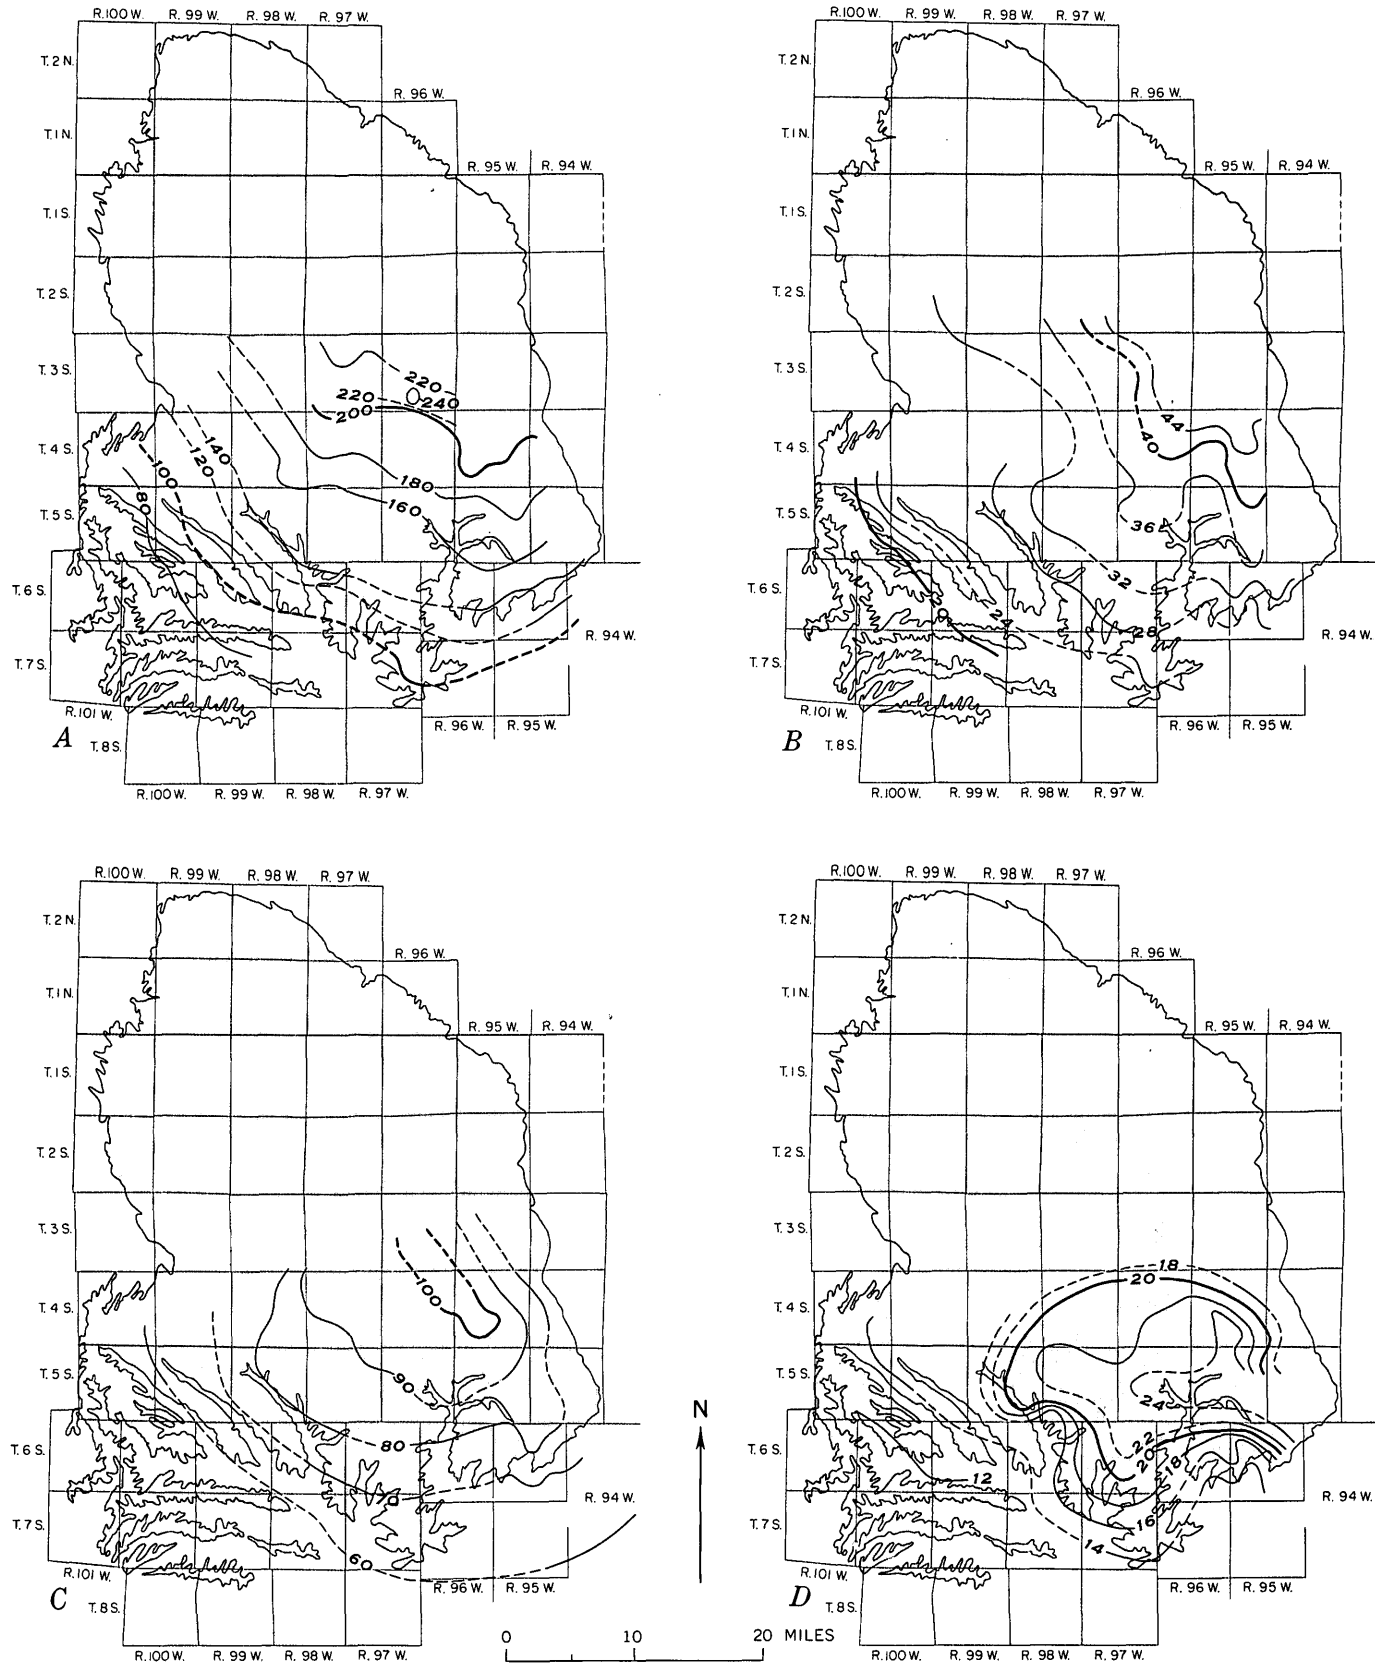 R.100 W. R. 99 W. R. 98 W. R. 97 W.
T. 2 N.
R. 96 W.
T. 1 N.
R. 95 W. R. 94 W.
T. 1 S.
T. 2 S.
T. 3 S.
220
240
220
200
T. 4 S.
140
120
100
180
160
80
T. 5 S.
T. 6 S.
R. 94 W.
T. 7 S.
R.101 W.
R. 96 W. R. 95 W.
A
T. 8 S.
R.100 W. R. 99 W. R. 98 W. R. 97 W.
R.100 W. R. 99 W. R. 98 W. R. 97 W.
T. 2 N.
R. 96 W.
T. 1 N.
R. 95 W. R. 94 W.
T. 1 S.
T. 2 S.
T. 3 S.
44
40
T. 4 S.
T. 5 S.
36
32
T. 6 S.
20
24
28
R. 94 W.
T. 7 S.
R.101 W.
R. 96 W. R. 95 W.
B
T. 8 S.
R.100 W. R. 99 W. R. 98 W. R. 97 W.
R.100 W. R. 99 W. R. 98 W. R. 97 W.
T. 2 N.
R. 96 W.
T. 1 N.
R. 95 W. R. 94 W.
T. 1 S.
T. 2 S.
T. 3 S.
100
T. 4 S.
T. 5 S.
90
80
T. 6 S.
70
R. 94 W.
T. 7 S.
60
R.101 W.
R. 96 W. R. 95 W.
C
T. 8 S.
R.100 W. R. 99 W. R. 98 W. R. 97 W.
R.100 W. R. 99 W. R. 98 W. R. 97 W.
T. 2 N.
R. 96 W.
T. 1 N.
R. 95 W. R. 94 W.
T. 1 S.
T. 2 S.
T. 3 S.
18
20
T. 4 S.
T. 5 S.
24
T. 6 S.
22
20
18
12
R. 94 W.
T. 7 S.
16
14
R.101 W.
R. 96 W. R. 95 W.
D
T. 8 S.
R.100 W. R. 99 W. R. 98 W. R. 97 W.
N
0 10 20 MILES